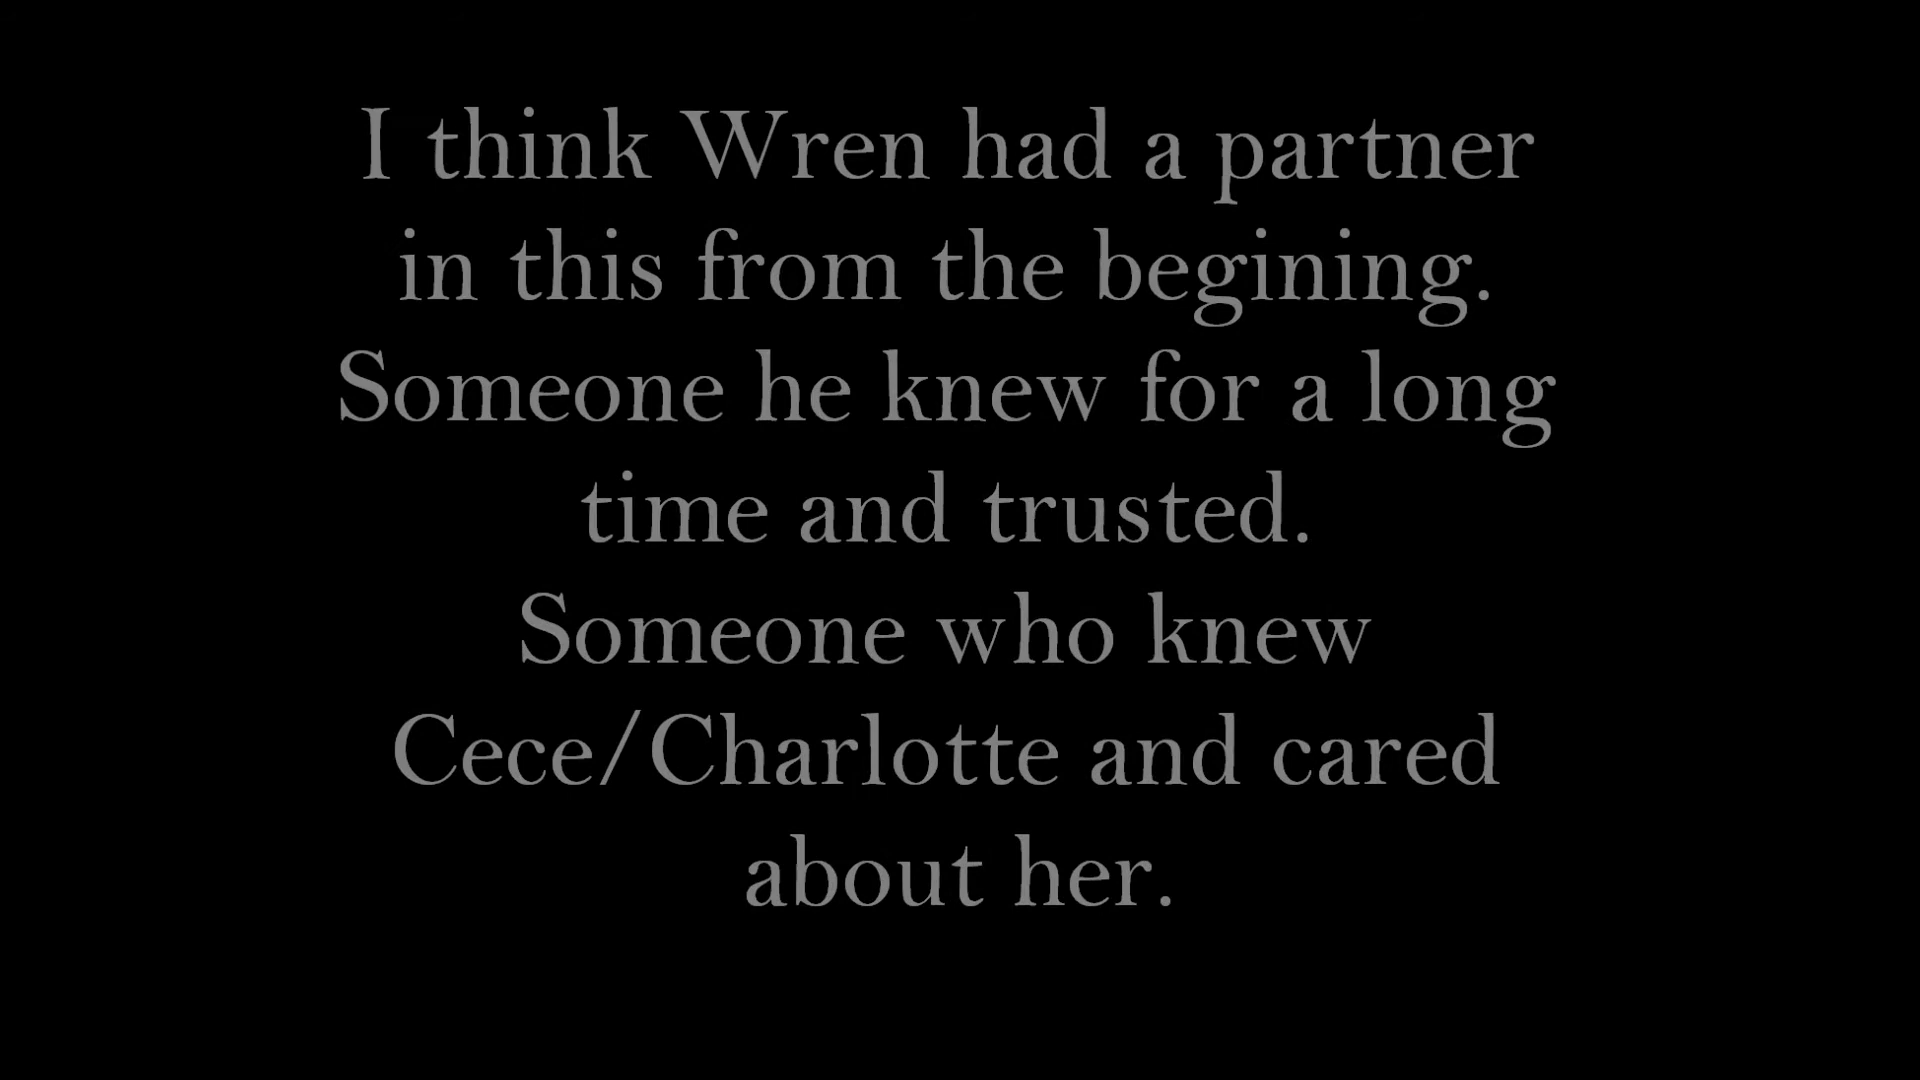 I think Wren had a partner
in this from the begining.
Someone he knew for a long
time and trusted.
Someone who knew
Cece/Charlotte and cared
about her.